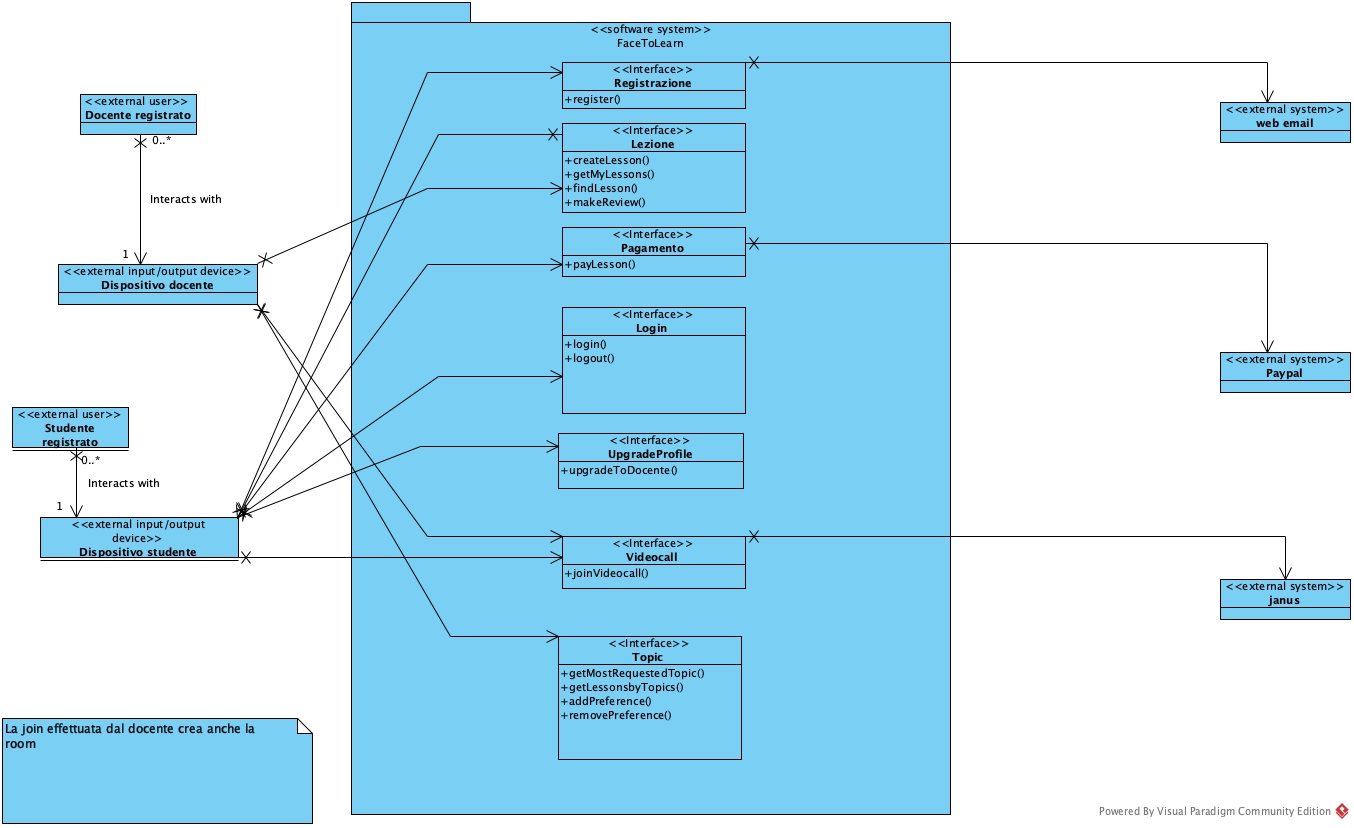 <<software system>>
FaceToLearn
<<Interface>>
Registrazione
+register()
<<external user>>
Docente registrato
0..*
Interacts with
1
<<external input/output device>>
Dispositivo docente
<<external user>>
Studente
registrato
0..*
Interacts with
1
<<external input/output
device>>
Dispositivo studente
<<Interface>>
Lezione
+createLesson()
+getMyLessons()
+findLesson()
+makeReview()
<<Interface>>
Pagamento
+payLesson()
<<Interface>>
Login
+login()
+logout()
<<Interface>>
UpgradeProfile
+upgradeToDocente()
<<Interface>>
Videocall
+joinVideocall()
<<Interface>>
Topic
+getMostRequestedTopic()
+getLessonsbyTopics()
+addPreference()
+removePreference()
<<external system>>
web email
<<external system>>
Paypal
<<external system>>
janus
La join effettuata dal docente crea anche la
room
Powered By Visual Paradigm Community Edition